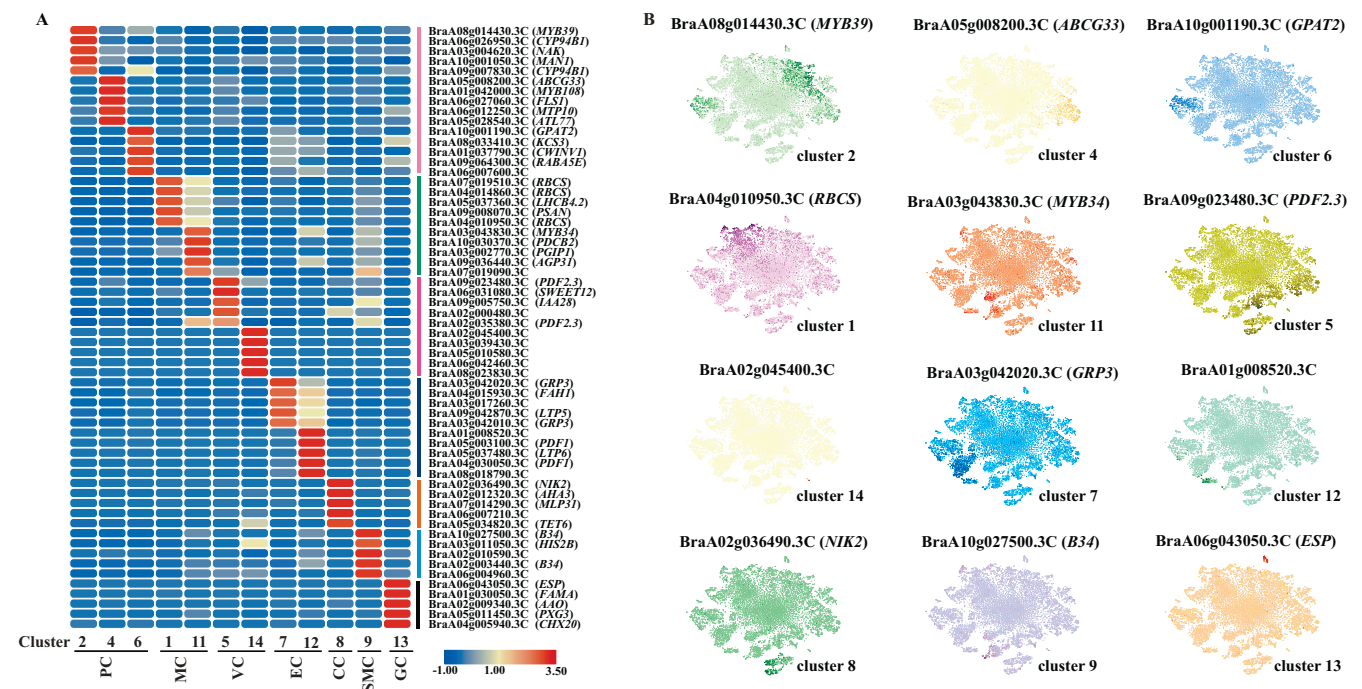 A
BraA08g014430.3C (MYB39)
BraA06g026950.3C (CYP94B1)
BraA03g004620.3C (NAK)
BraA10g001050.3C (MAN1)
BraA09g007830.3C (CYP94B1)
BraA05g008200.3C (ABCG33)
BraA01g042000.3C (MYB108)
BraA06g027060.3C (FLS1)
BraA06g012250.3C (MTP10)
BraA05g028540.3C (ATL77)
BraA10g001190.3C (GPAT2)
BraA08g033410.3C (KCS3)
BraA01g037790.3C (CWINV1)
BraA09g064300.3C (RABA5E)
BraA06g007600.3C
BraA07g019510.3C (RBCS)
BraA04g014860.3C (RBCS)
BraA05g037360.3C (LHCB4.2)
BraA09g008070.3C (PSAN)
BraA04g010950.3C (RBCS)
BraA03g043830.3C (MYB34)
BraA10g030370.3C (PDCB2)
BraA03g002770.3C (PGIP1)
BraA09g036440.3C (AGP31)
BraA07g019090.3C
BraA09g023480.3C (PDF2.3)
BraA06g031080.3C (SWEET12)
BraA09g005750.3C (IAA28)
BraA02g000480.3C
BraA02g035380.3C (PDF2.3)
BraA02g045400.3C
BraA03g039430.3C
BraA05g010580.3C
BraA06g042460.3C
BraA08g023830.3C
BraA03g042020.3C (GRP3)
BraA04g015930.3C (FAH1)
BraA03g017260.3C
BraA09g042870.3C (LTP5)
BraA03g042010.3C (GRP3)
BraA01g008520.3C
BraA05g003100.3C (PDF1)
BraA05g037480.3C (LTP6)
BraA04g030050.3C (PDF1)
BraA08g018790.3C
BraA02g036490.3C (NIK2)
BraA02g012320.3C (AHA3)
BraA07g014290.3C (MLP31)
BraA06g007210.3C
BraA05g034820.3C (TET6)
BraA10g027500.3C (B34)
BraA03g011050.3C (HIS2B)
BraA02g010590.3C
BraA02g003440.3C (B34)
BraA06g004960.3C
BraA06g043050.3C (ESP)
BraA01g030050.3C (FAMA)
BraA02g009340.3C (AAO)
BraA05g011450.3C (PXG3)
BraA04g005940.3C (CHX20)
Cluster 2 4 6 1 11 5 14 7 12 8 9 13
PC MC VC EC CC SMC GC
-1.00 1.00 3.50
B
BraA08g014430.3C (MYB39) BraA05g008200.3C (ABCG33) BraA10g001190.3C (GPAT2)
cluster 2 cluster 4 cluster 6
BraA04g010950.3C (RBCS) BraA03g043830.3C (MYB34) BraA09g023480.3C (PDF2.3)
cluster 1 cluster 11 cluster 5
BraA02g045400.3C BraA03g042020.3C (GRP3) BraA01g008520.3C
cluster 14 cluster 7 cluster 12
BraA02g036490.3C (NIK2) BraA10g027500.3C (B34) BraA06g043050.3C (ESP)
cluster 8 cluster 9 cluster 13